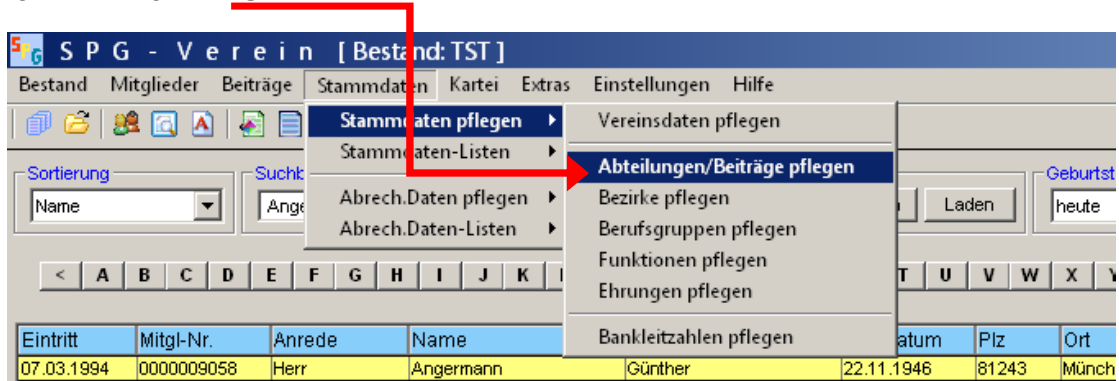 SPG S P G - V e r e i n [ Bestand: TST ]
Bestand Mitglieder Beiträge Stammdaten Kartei Extras Einstellungen Hilfe
Stammdaten pflegen
Stammdaten-Listen
Abrech.Daten pflegen
Abrech.Daten-Listen
Vereinsdaten pflegen
Abteilungen/Beiträge pflegen
Bezirke pflegen
Berufsgruppen pflegen
Funktionen pflegen
Ehrungen pflegen
Bankleitzahlen pflegen
Sortierung
Name
Laden
heute
< A B C D E F G H I J K T U V W X
Eintritt Mitgl-Nr. Anrede Name Plz Ort
07.03.1994 0000009058 Herr Angermann Günther 22.11.1946 81243 Münch